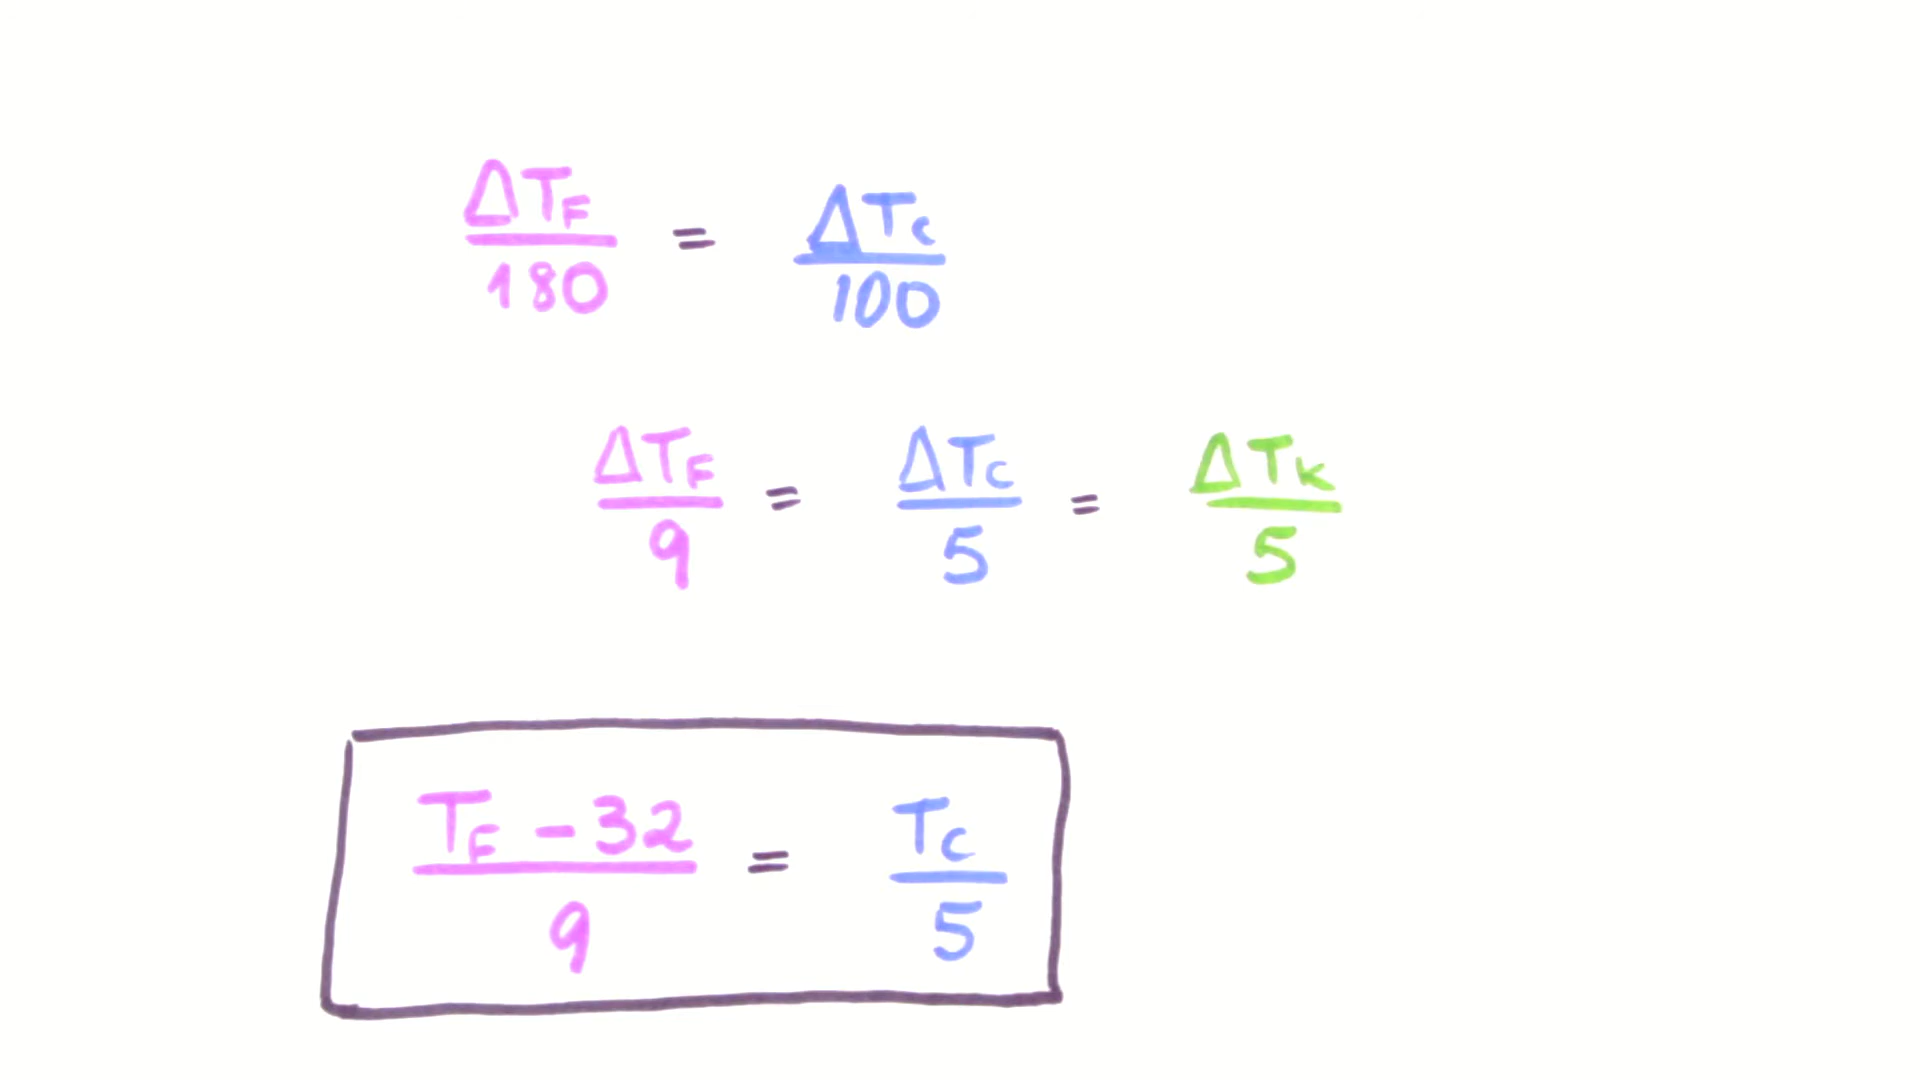 ΔT_F/180 = ΔT_C/100
ΔT_F/9 = ΔT_C/5 = ΔT_K/5
T_F - 32/9 = T_C/5